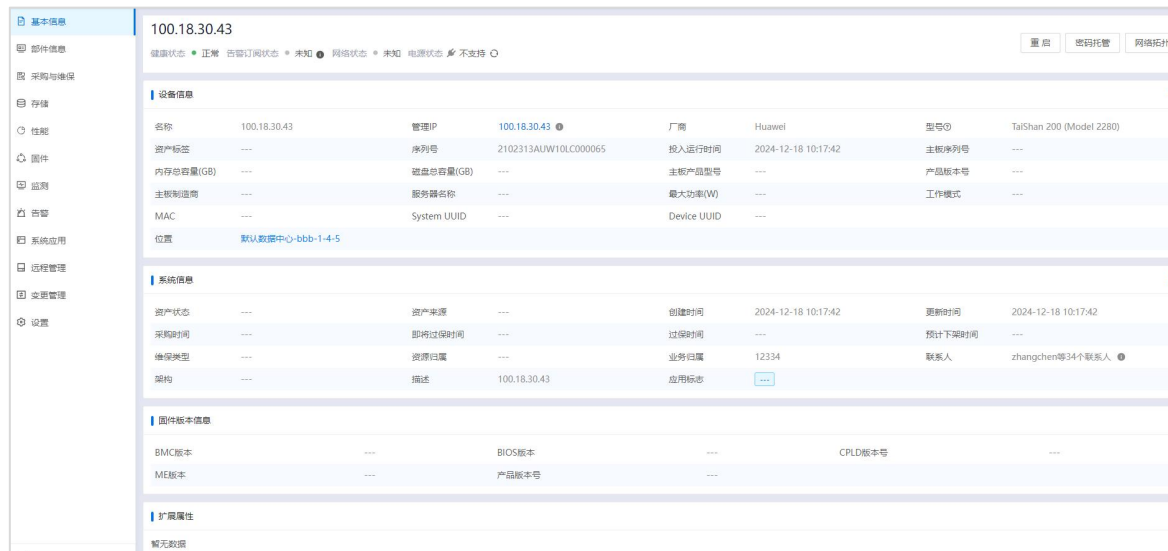 基本信息
部件信息
采购与维保
存储
性能
固件
监测
告警
系统应用
远程管理
变更管理
设置
100.18.30.43
健康状态 正常 告警订阅状态 未知 网络状态 未知 电源状态 不支持
重启 密码托管 网络拓扑
设备信息
名称 100.18.30.43 管理IP 100.18.30.43 厂商 Huawei 型号 TaiShan 200 (Model 2280)
资产标签 --- 序列号 2102313AUW10LC000065 投入运行时间 2024-12-18 10:17:42 主板序列号 ---
内存总容量(GB) --- 磁盘总容量(GB) --- 主板产品型号 --- 产品版本号 ---
主板制造商 --- 服务器名称 --- 最大功率(W) --- 工作模式 ---
MAC --- System UUID --- Device UUID ---
位置 默认数据中心-bbb-1-4-5
系统信息
资产状态 --- 资产来源 --- 创建时间 2024-12-18 10:17:42 更新时间 2024-12-18 10:17:42
采购时间 --- 即将过保时间 --- 过保时间 --- 预计下架时间 ---
维保类型 --- 资源归属 --- 业务归属 12334 联系人 zhangchen等34个联系人
架构 --- 描述 100.18.30.43 应用标志 ---
固件版本信息
BMC版本 --- BIOS版本 --- CPLD版本号 ---
ME版本 --- 产品版本号 ---
扩展属性
暂无数据